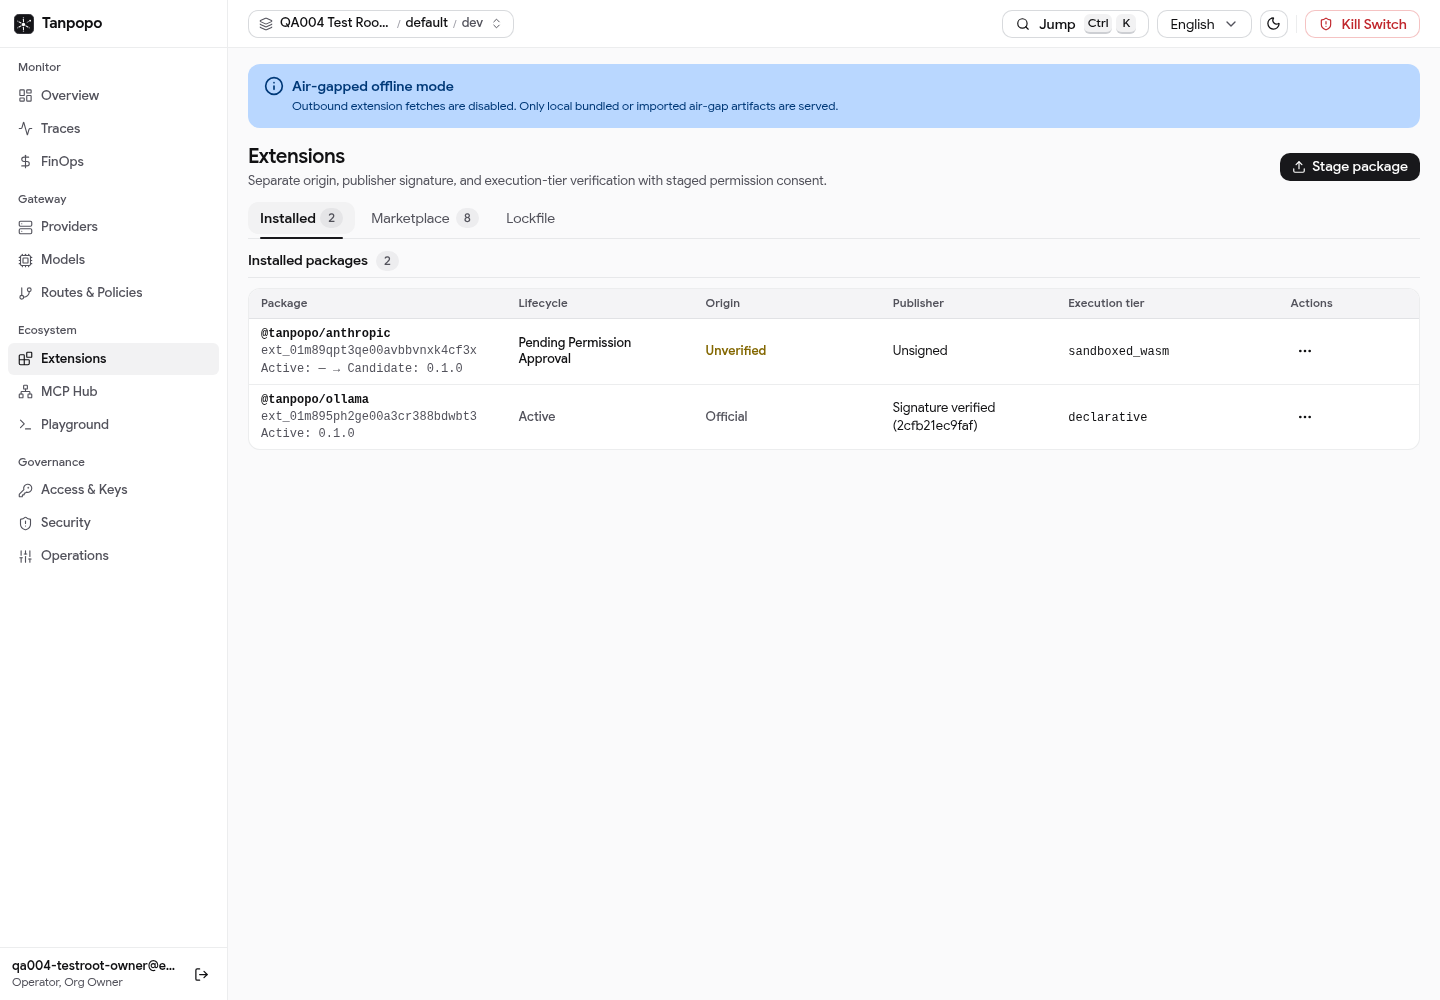 Tanpopo
QA004 Test Roo... / default / dev
Jump Ctrl K
English
Kill Switch
Monitor
Overview
Traces
FinOps
Gateway
Providers
Models
Routes & Policies
Ecosystem
Extensions
MCP Hub
Playground
Governance
Access & Keys
Security
Operations
qa004-testroot-owner@e...
Operator, Org Owner
Air-gapped offline mode
Outbound extension fetches are disabled. Only local bundled or imported air-gap artifacts are served.
Extensions
Separate origin, publisher signature, and execution-tier verification with staged permission consent.
Stage package
Installed 2 Marketplace 8 Lockfile
Installed packages 2
Package Lifecycle Origin Publisher Execution tier Actions
@tanpopo/anthropic
ext_01m89qpt3qe00avbbvnxk4cf3x
Active: — → Candidate: 0.1.0
Pending Permission
Approval
Unverified
Unsigned
sandboxed_wasm
@tanpopo/ollama
ext_01m895ph2ge00a3cr388bdwbt3
Active: 0.1.0
Active
Official
Signature verified
(2cfb21ec9faf)
declarative